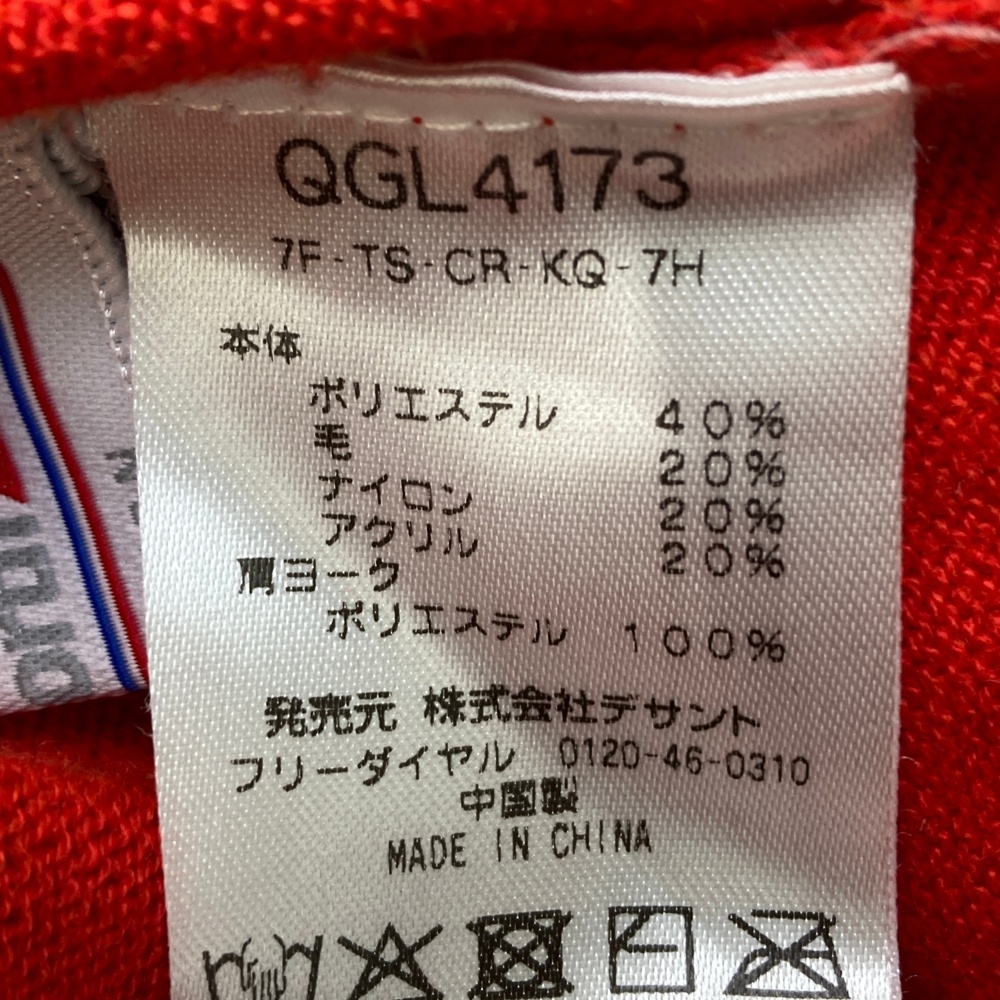 QGL4173
7F-TS-CR-KQ-7H
本体
ポリエステル 40%
毛 20%
ナイロン 20%
アクリル 20%
肩ヨーク
ポリエステル 100%
発売元 株式会社デサント
フリーダイヤル 0120-46-0310
中国製
MADE IN CHINA